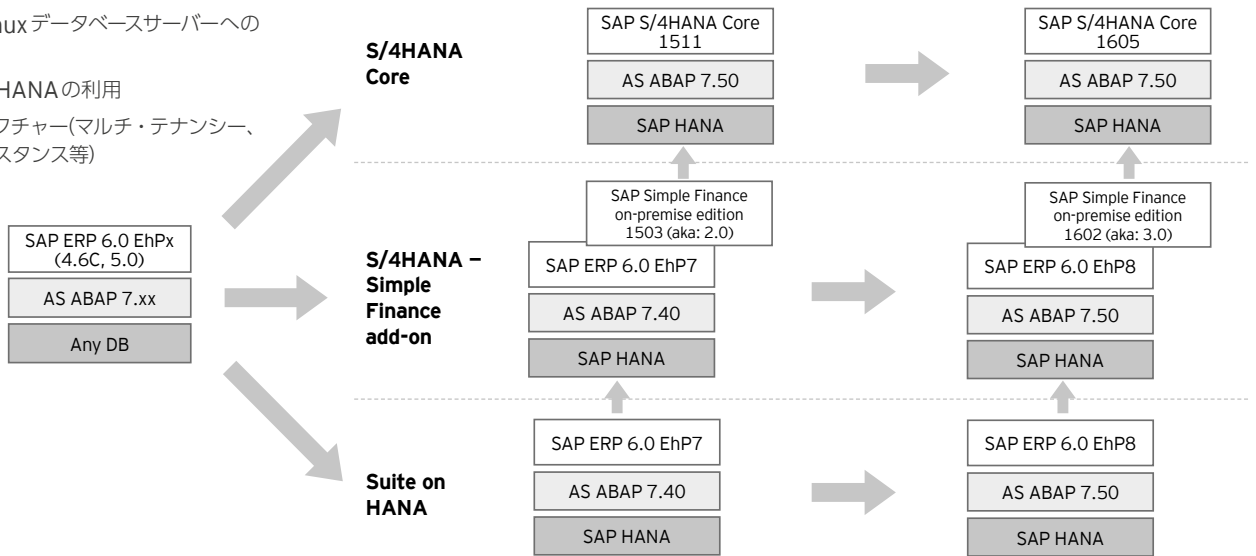 ux データベースサーバーへの
HANAの利用
フチャー(マルチ・テナンシー、
スタンス等)
SAP ERP 6.0 EhPx
(4.6C, 5.0)
AS ABAP 7.xx
Any DB
S/4HANA
Core
SAP S/4HANA Core
1511
AS ABAP 7.50
SAP HANA
SAP S/4HANA Core
1605
AS ABAP 7.50
SAP HANA
S/4HANA –
Simple
Finance
add-on
SAP Simple Finance
on-premise edition
1503 (aka: 2.0)
SAP ERP 6.0 EhP7
AS ABAP 7.40
SAP HANA
SAP Simple Finance
on-premise edition
1602 (aka: 3.0)
SAP ERP 6.0 EhP8
AS ABAP 7.50
SAP HANA
Suite on
HANA
SAP ERP 6.0 EhP7
AS ABAP 7.40
SAP HANA
SAP ERP 6.0 EhP8
AS ABAP 7.50
SAP HANA